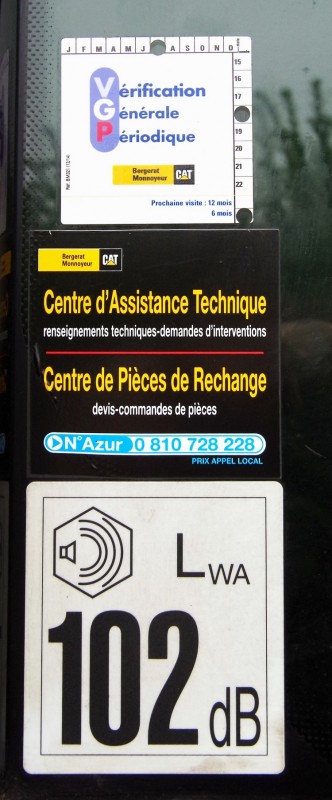 J F M A M J J A S O N D
15
16
17
19
20
21
22
Vérification
Générale
Périodique
Bergerat
Monnoyeur
CAT
Prochaine visite : 12 mois
6 mois
Bergerat
Monnoyeur
CAT
Centre d'Assistance Technique
renseignements techniques-demandes d'interventions
Centre de Pièces de Rechange
devis-commandes de pièces
N°Azur 0 810 728 228
PRIX APPEL LOCAL
LWA
102 dB